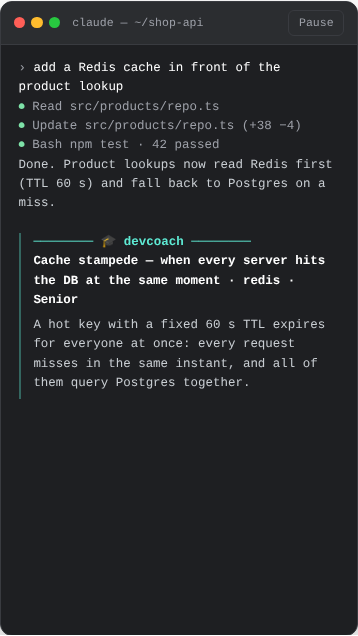 claude — ~/shop-api
Pause
› add a Redis cache in front of the
product lookup
● Read src/products/repo.ts
● Update src/products/repo.ts (+38 −4)
● Bash npm test · 42 passed
Done. Product lookups now read Redis first
(TTL 60 s) and fall back to Postgres on a
miss.
──────── 🎓 devcoach ────────
Cache stampede — when every server hits
the DB at the same moment · redis ·
Senior
A hot key with a fixed 60 s TTL expires
for everyone at once: every request
misses in the same instant, and all of
them query Postgres together.